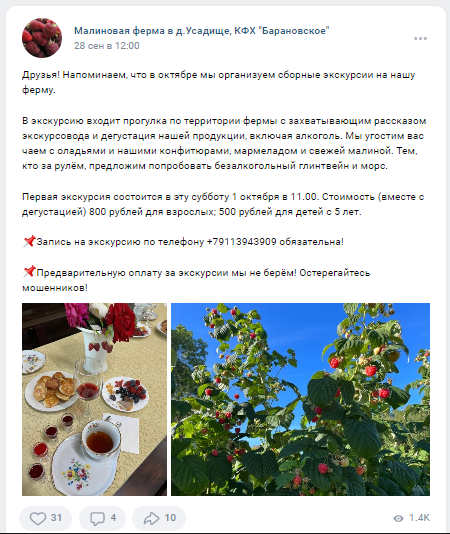 Малиновая ферма в д.Усадище, КФХ "Барановское"
28 сен в 12:00
Друзья! Напоминаем, что в октябре мы организуем сборные экскурсии на нашу
ферму.
В экскурсию входит прогулка по территории фермы с захватывающим рассказом
экскурсовода и дегустация нашей продукции, включая алкоголь. Мы угостим вас
чаем с оладьями и нашими конфитюрами, мармеладом и свежей малиной. Тем,
кто за рулём, предложим попробовать безалкогольный глинтвейн и морс.
Первая экскурсия состоится в эту субботу 1 октября в 11.00. Стоимость (вместе с
дегустацией) 800 рублей для взрослых; 500 рублей для детей с 5 лет.
📌Запись на экскурсию по телефону +79113943909 обязательна!
📌Предварительную оплату за экскурсии мы не берём! Остерегайтесь
мошенников!
31 4 10 1.4K